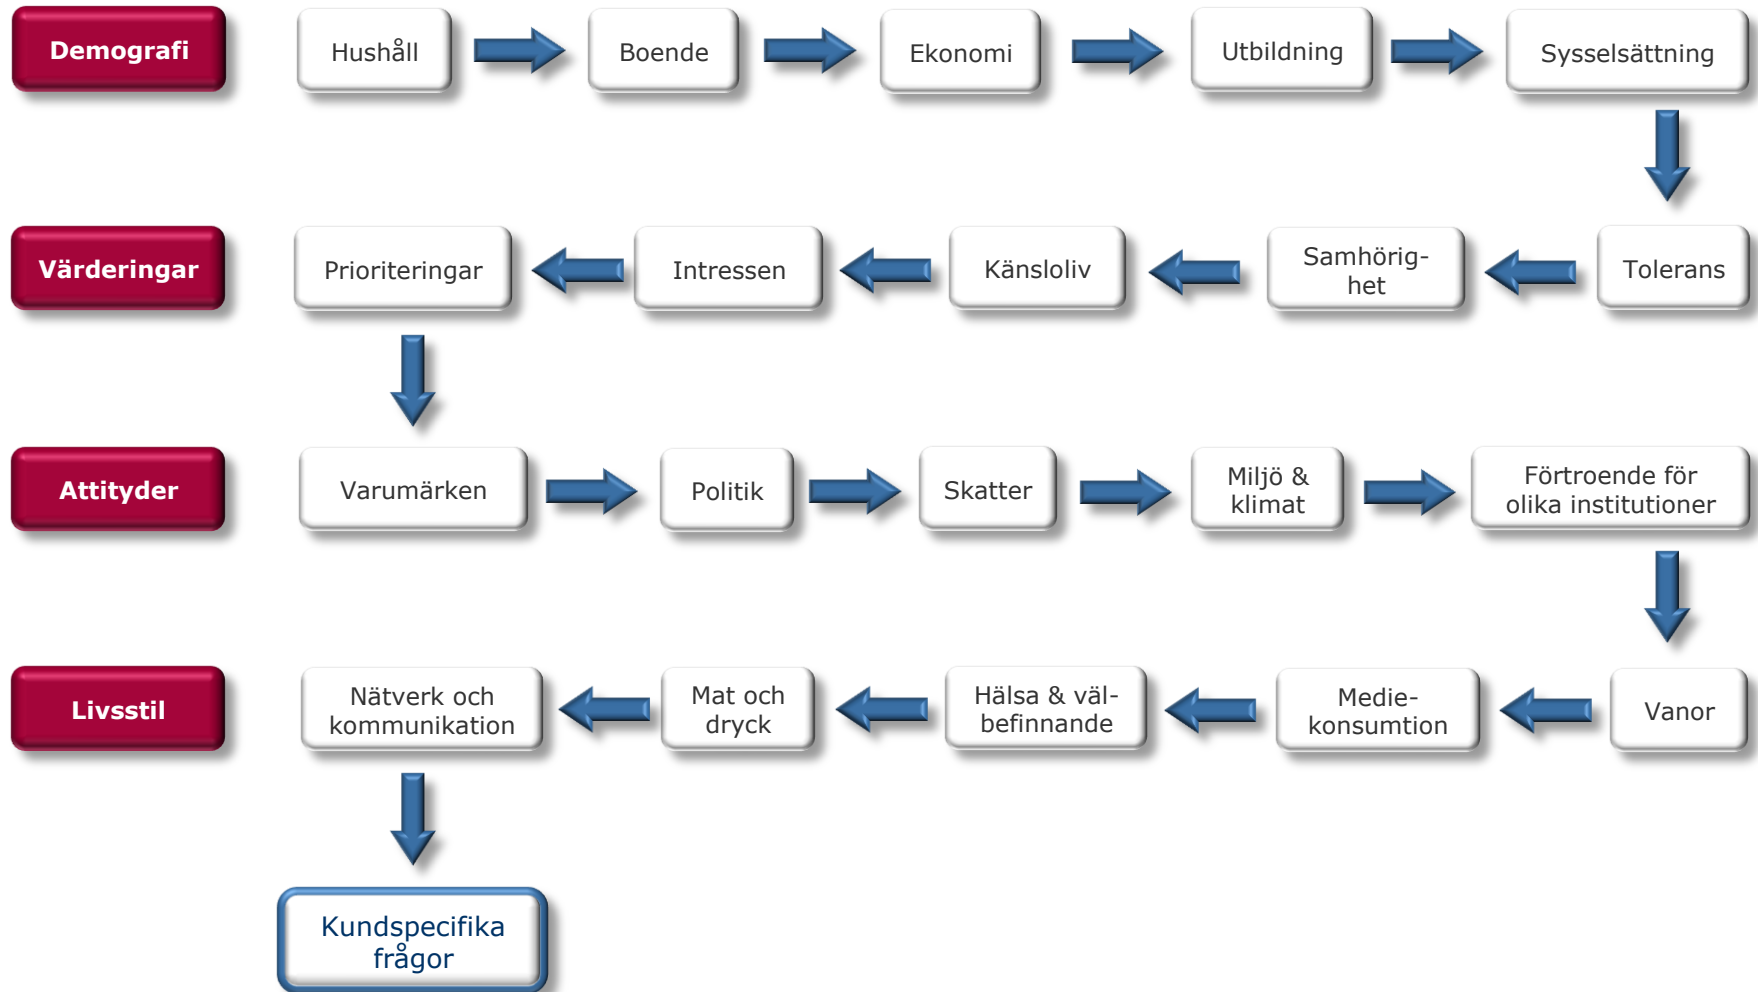 Demografi
Hushåll
Boende
Ekonomi
Utbildning
Sysselsättning
Värderingar
Prioriteringar
Intressen
Känsloliv
Samhörig-
het
Tolerans
Attityder
Varumärken
Politik
Skatter
Miljö &
klimat
Förtroende för
olika institutioner
Livsstil
Nätverk och
kommunikation
Mat och
dryck
Hälsa & väl-
befinnande
Medie-
konsumtion
Vanor
Kundspecifika
frågor